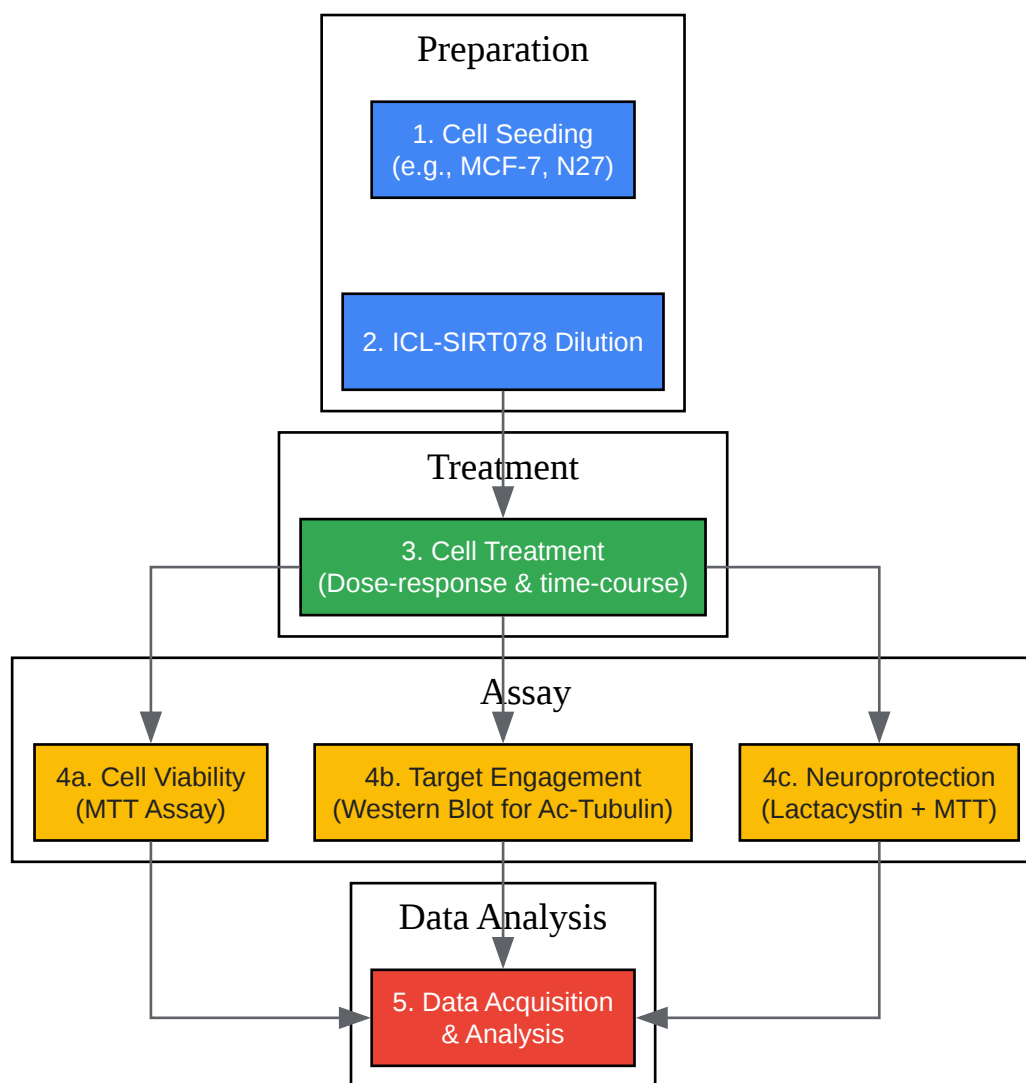 Preparation
1. Cell Seeding
(e.g., MCF-7, N27)
2. ICL-SIRT078 Dilution
Treatment
3. Cell Treatment
(Dose-response & time-course)
Assay
4a. Cell Viability
(MTT Assay)
4b. Target Engagement
(Western Blot for Ac-Tubulin)
4c. Neuroprotection
(Lactacystin + MTT)
Data Analysis
5. Data Acquisition
& Analysis